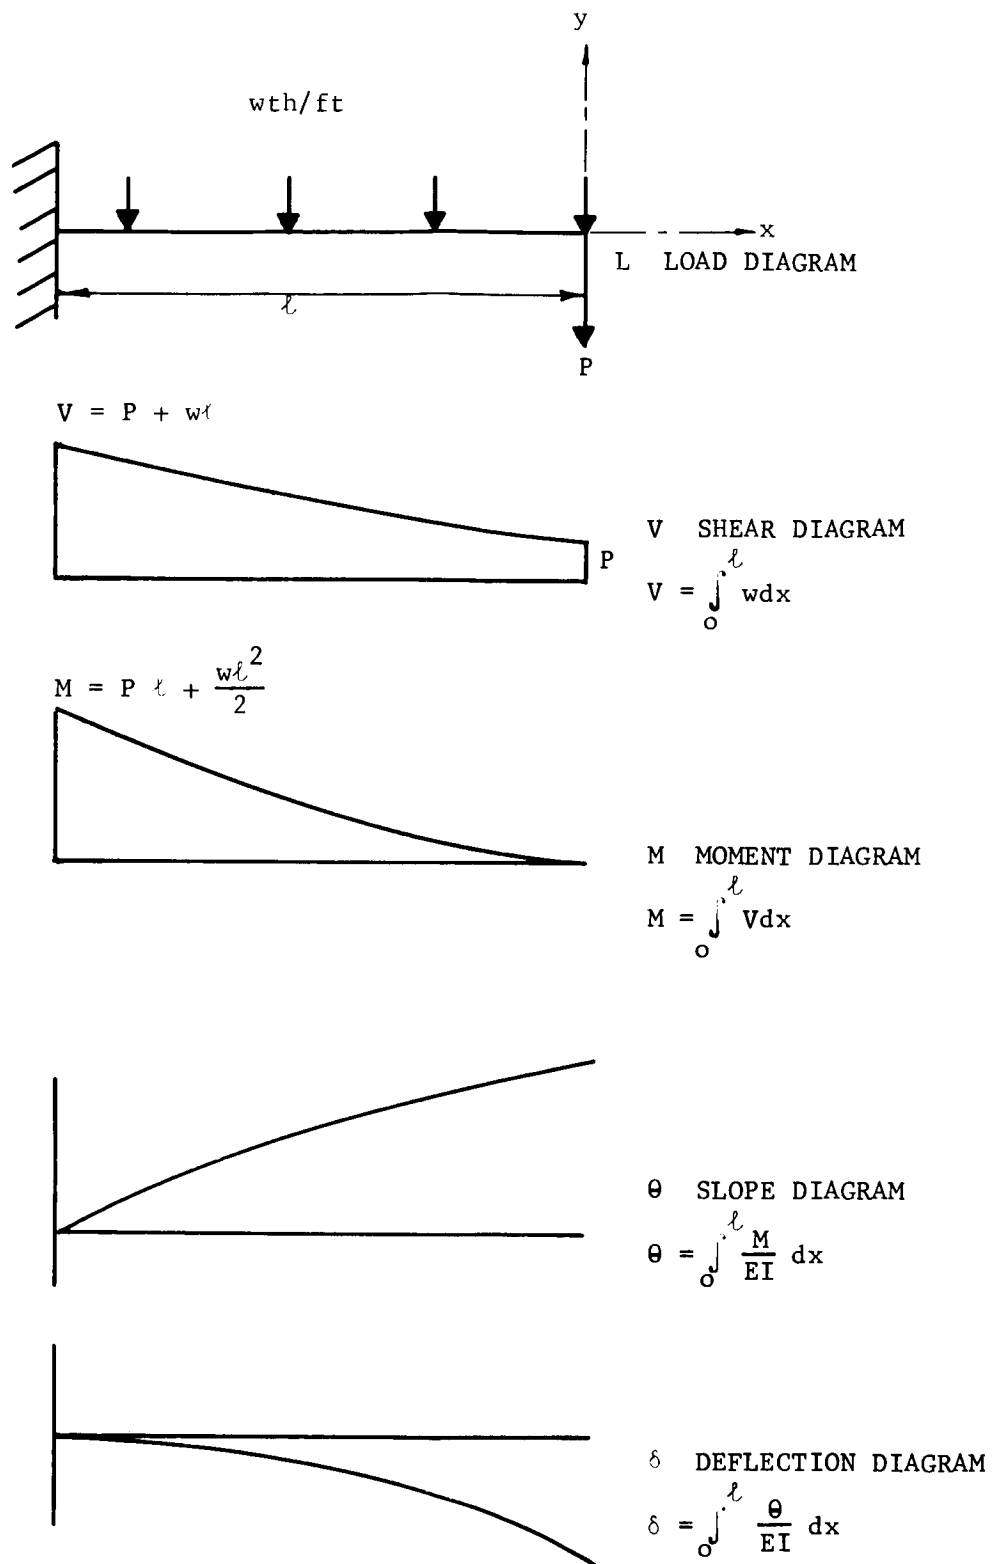 y
wth/ft
x
L LOAD DIAGRAM
ℓ
P
V = P + wℓ
V SHEAR DIAGRAM
P
V = ∫₀^ℓ wdx
M = P ℓ + wℓ²/2
M MOMENT DIAGRAM
M = ∫₀^ℓ Vdx
θ SLOPE DIAGRAM
θ = ∫₀^ℓ M/EI dx
δ DEFLECTION DIAGRAM
δ = ∫₀^ℓ θ/EI dx